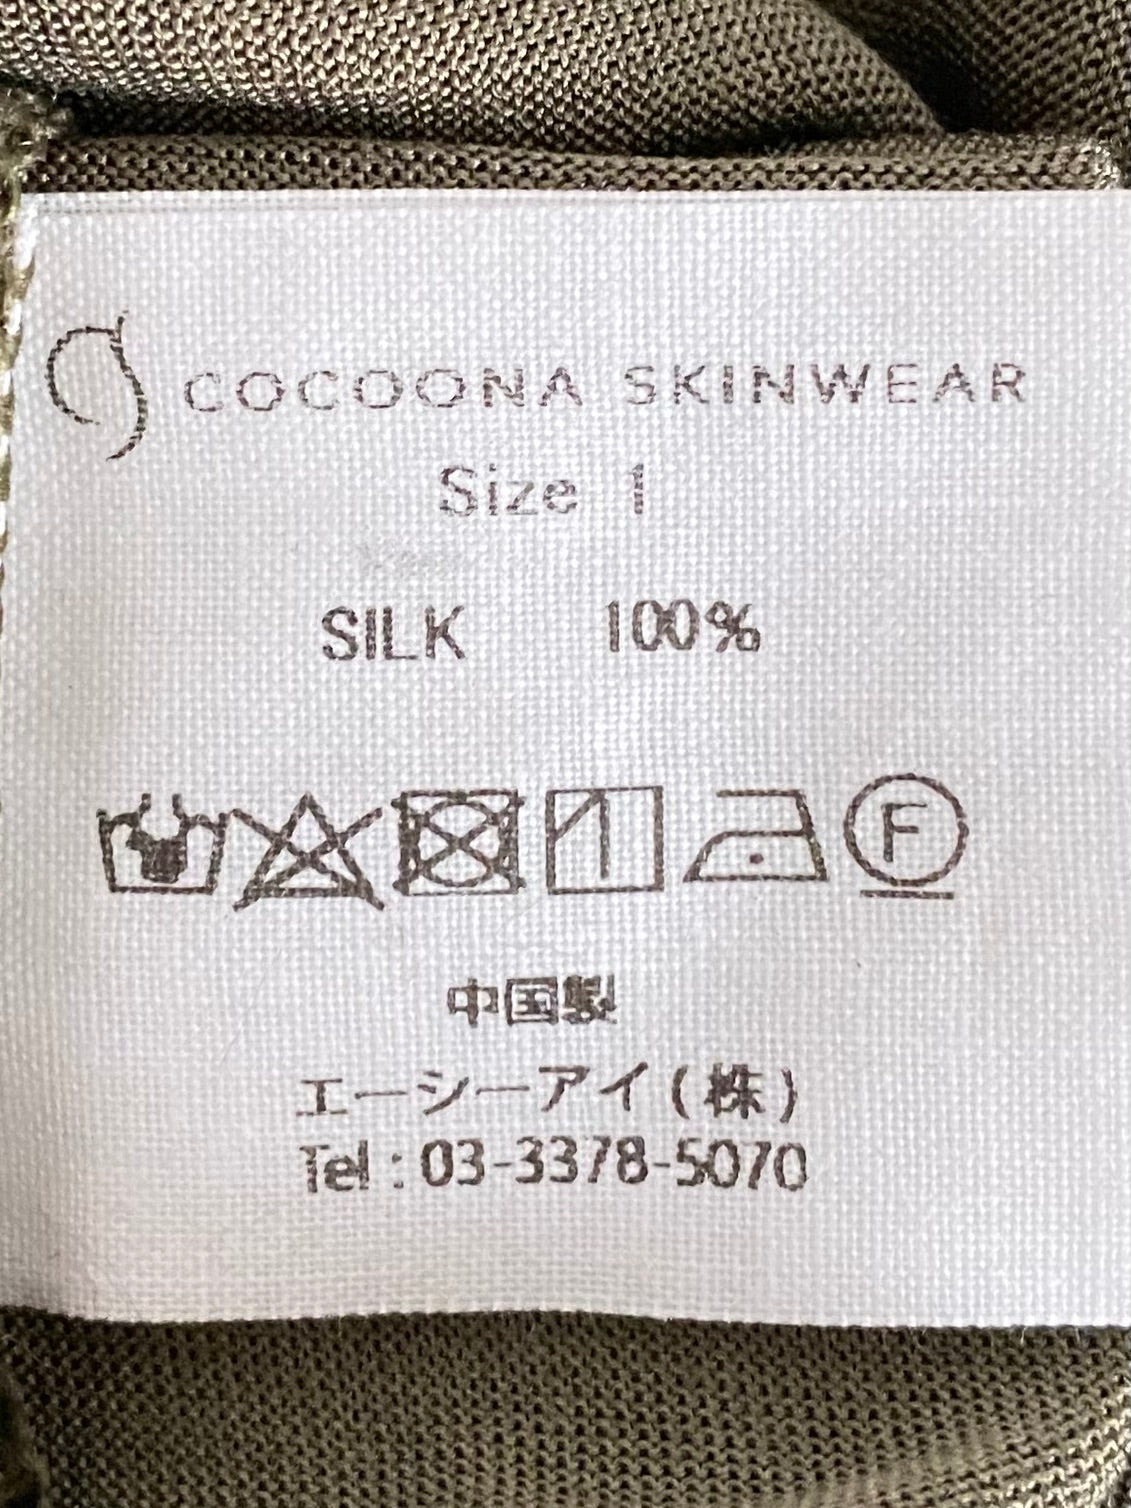 COCOONA SKINWEAR
Size 1
SILK 100%
F
中国製
エーシーアイ(株)
Tel : 03-3378-5070